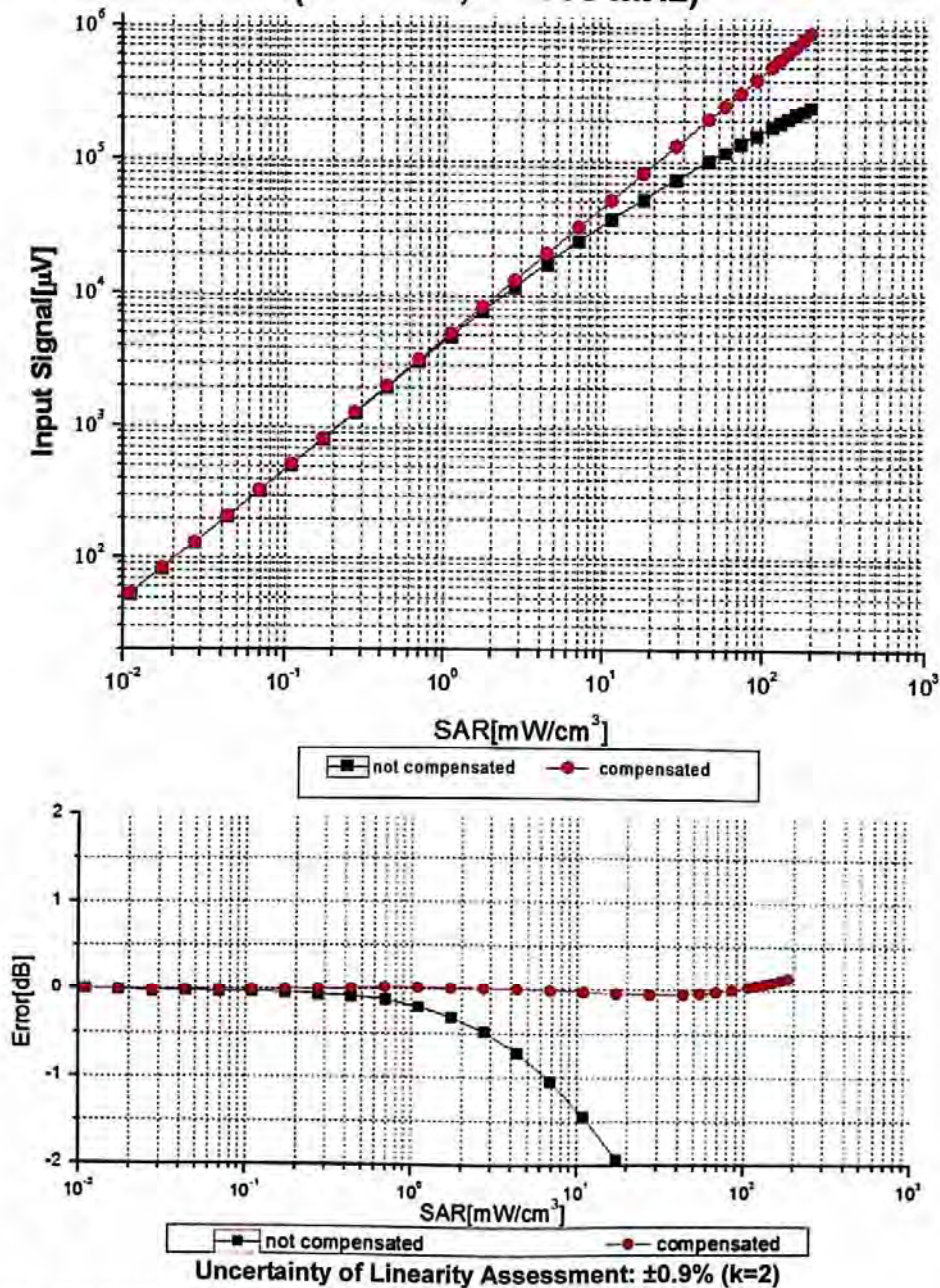 10⁶
10⁵
10⁴
10³
10²
Input Signal[µV]
10⁻² 10⁻¹ 10⁰ 10¹ 10² 10³
SAR[mW/cm³]
not compensated compensated
2
1
0
-1
-2
Error[dB]
10⁻² 10⁻¹ 10⁰ 10¹ 10² 10³
SAR[mW/cm³]
not compensated compensated
Uncertainty of Linearity Assessment: ±0.9% (k=2)